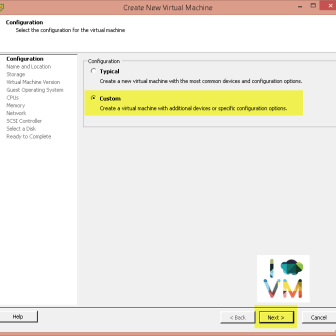 Create New Virtual Machine
Configuration
Select the configuration for the virtual machine
Configuration
Name and Location
Storage
Virtual Machine Version
Guest Operating System
CPUs
Memory
Network
SCSI Controller
Select a Disk
Ready to Complete
Configuration
Typical
Create a new virtual machine with the most common devices and configuration options.
Custom
Create a virtual machine with additional devices or specific configuration options.
I
VM
Help
< Back
Next >
Cancel